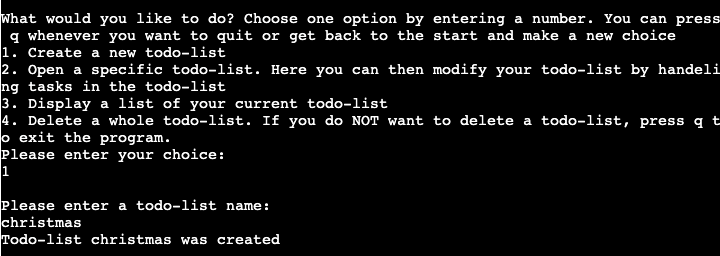 What would you like to do? Choose one option by entering a number. You can press
 q whenever you want to quit or get back to the start and make a new choice
1. Create a new todo-list
2. Open a specific todo-list. Here you can then modify your todo-list by handeli
ng tasks in the todo-list
3. Display a list of your current todo-list
4. Delete a whole todo-list. If you do NOT want to delete a todo-list, press q t
o exit the program.
Please enter your choice:
1

Please enter a todo-list name:
christmas
Todo-list christmas was created